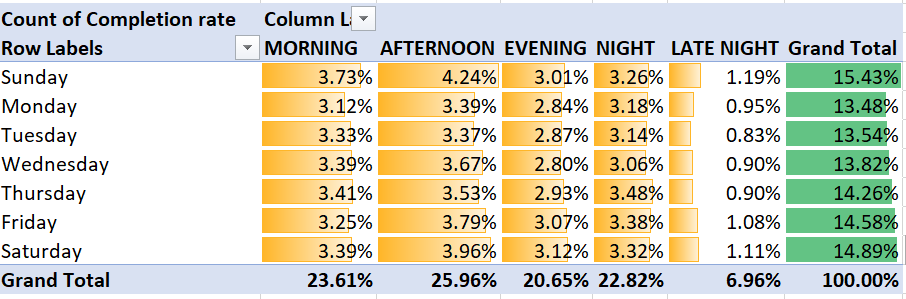 Count of Completion rate Column La
Row Labels MORNING AFTERNOON EVENING NIGHT LATE NIGHT Grand Total
Sunday 3.73% 4.24% 3.01% 3.26% 1.19% 15.43%
Monday 3.12% 3.39% 2.84% 3.18% 0.95% 13.48%
Tuesday 3.33% 3.37% 2.87% 3.14% 0.83% 13.54%
Wednesday 3.39% 3.67% 2.80% 3.06% 0.90% 13.82%
Thursday 3.41% 3.53% 2.93% 3.48% 0.90% 14.26%
Friday 3.25% 3.79% 3.07% 3.38% 1.08% 14.58%
Saturday 3.39% 3.96% 3.12% 3.32% 1.11% 14.89%
Grand Total 23.61% 25.96% 20.65% 22.82% 6.96% 100.00%